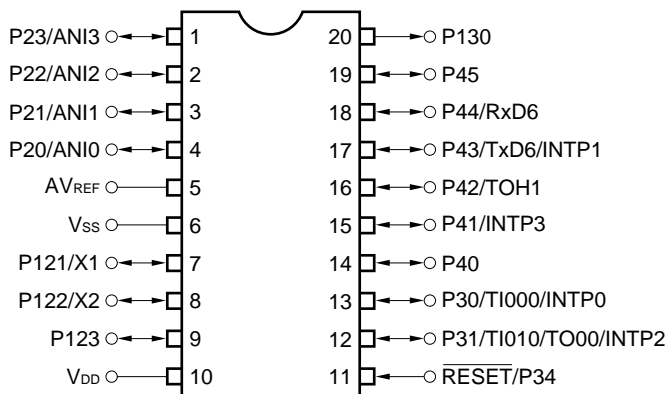 P23/ANI3 1 20 P130
P22/ANI2 2 19 P45
P21/ANI1 3 18 P44/RxD6
P20/ANI0 4 17 P43/TxD6/INTP1
AVREF 5 16 P42/TOH1
VSS 6 15 P41/INTP3
P121/X1 7 14 P40
P122/X2 8 13 P30/TI000/INTP0
P123 9 12 P31/TI010/TO00/INTP2
VDD 10 11 RESET/P34